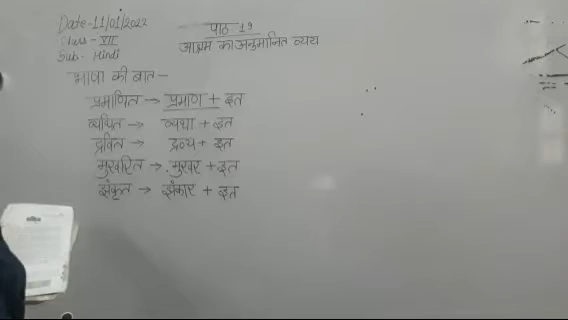 Date-11/01/2022
पाठ 19
Class - VII
आश्रम का अनुमानित व्यय
Sub- Hindi
भाषा की बात-
प्रमाणित → प्रमाण + इत
व्यथित → व्यथा + इत
द्रवित → द्रव्य + इत
मुखरित → मुखर + इत
झंकृत → झंकार + इत